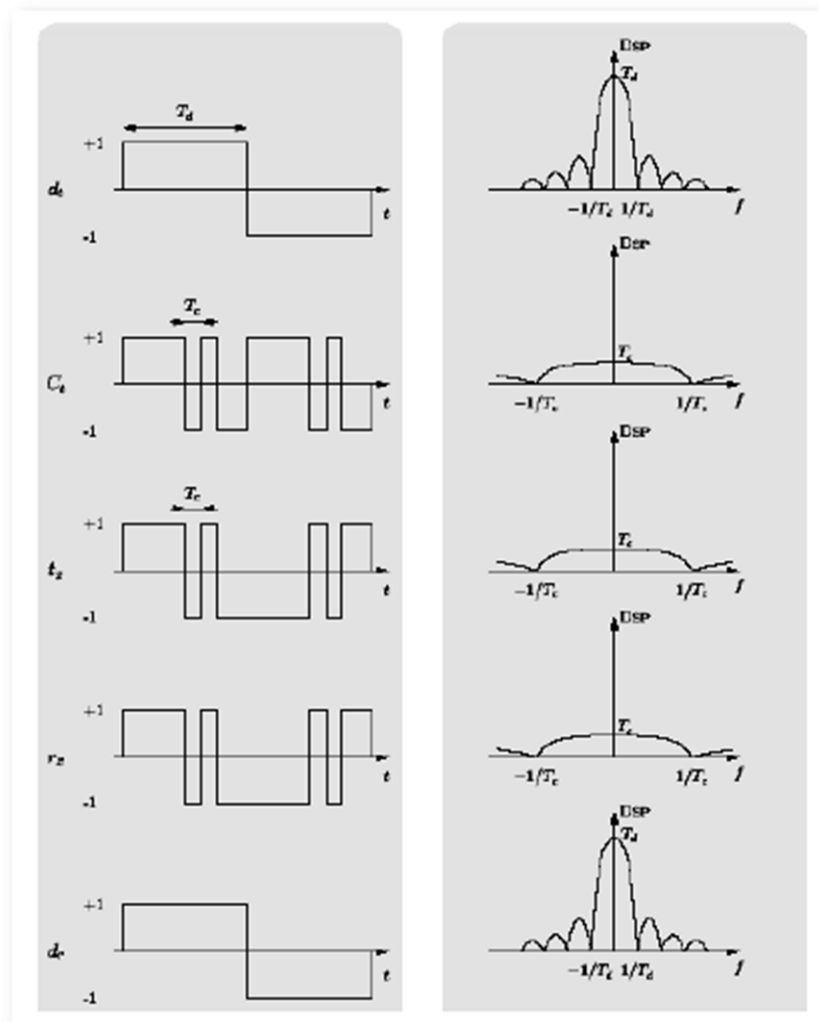 DSP
T_d
T_d
+1
d_t
t
-1
-1/T_d 1/T_d f
DSP
T_c
+1
T_c
C_t
t
-1/T_c 1/T_c f
-1
DSP
T_c
+1
T_c
t_x
t
-1/T_c 1/T_c f
-1
DSP
+1
T_c
r_x
t
-1/T_c 1/T_c f
-1
DSP
T_d
+1
d_r
t
-1/T_d 1/T_d f
-1